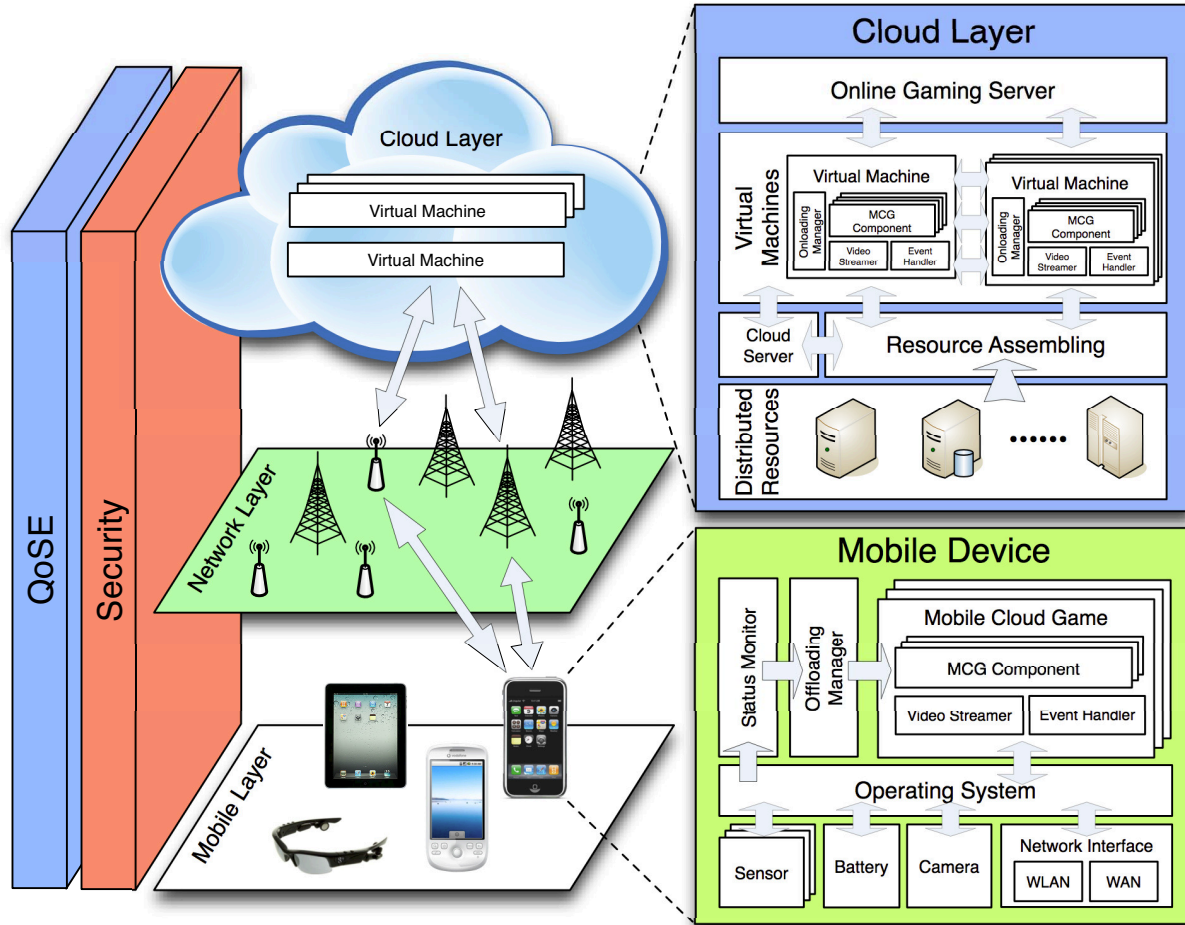 QoSE
Security
Cloud Layer
Virtual Machine
Virtual Machine
Network Layer
Mobile Layer
Cloud Layer
Online Gaming Server
Virtual
Machines
Virtual Machine
Onloading
Manager
MCG
Component
Video
Streamer
Event
Handler
Virtual Machine
Onloading
Manager
MCG
Component
Video
Streamer
Event
Handler
Cloud
Server
Resource Assembling
Distributed
Resources
Mobile Device
Status Monitor
Offloading
Manager
Mobile Cloud Game
MCG Component
Video Streamer
Event Handler
Operating System
Sensor
Battery
Camera
Network Interface
WLAN
WAN